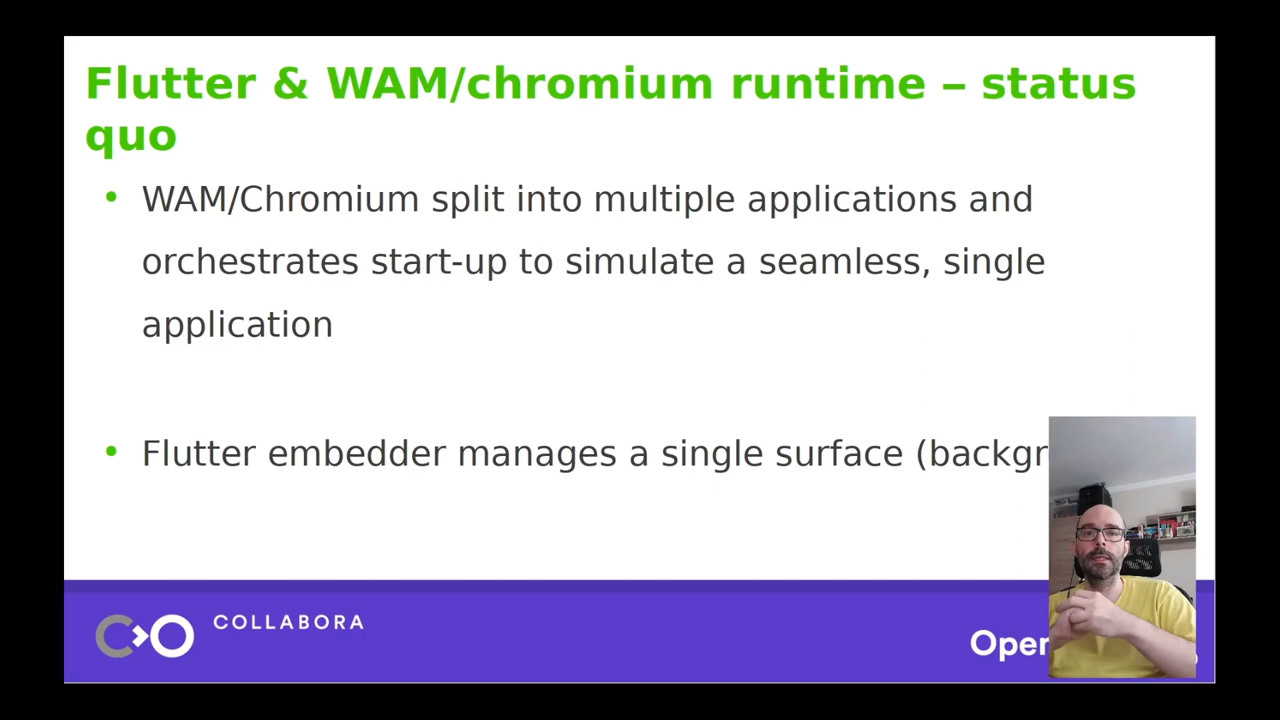 Flutter & WAM/chromium runtime – status
quo
• WAM/Chromium split into multiple applications and
orchestrates start-up to simulate a seamless, single
application
• Flutter embedder manages a single surface (backgr
COLLABORA
Open